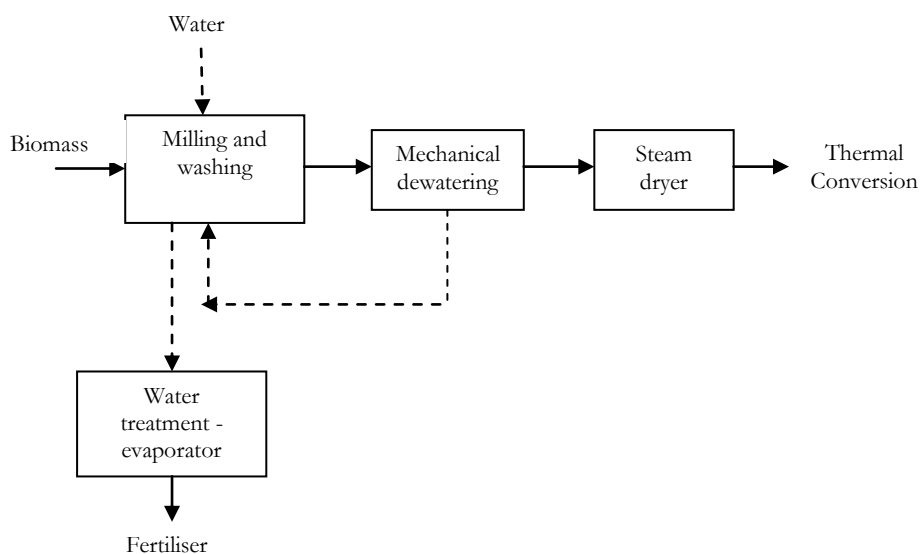 Water
Biomass
Milling and
washing
Mechanical
dewatering
Steam
dryer
Thermal
Conversion
Water
treatment -
evaporator
Fertiliser